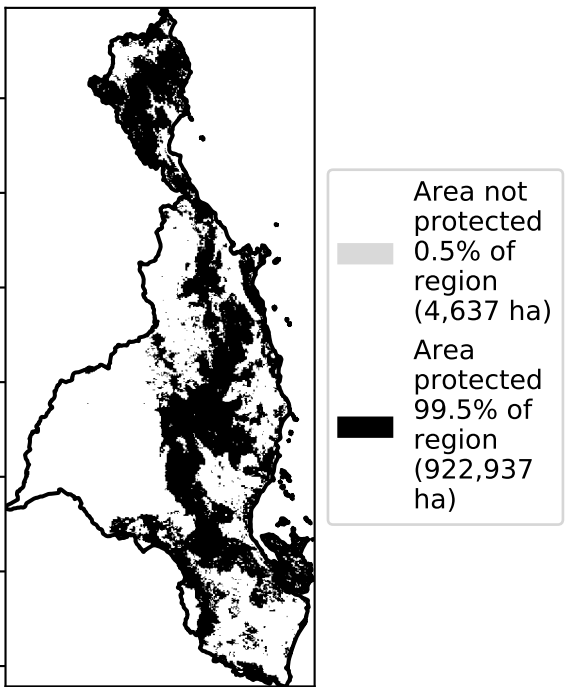 Area not
protected
0.5% of
region
(4,637 ha)
Area
protected
99.5% of
region
(922,937
ha)